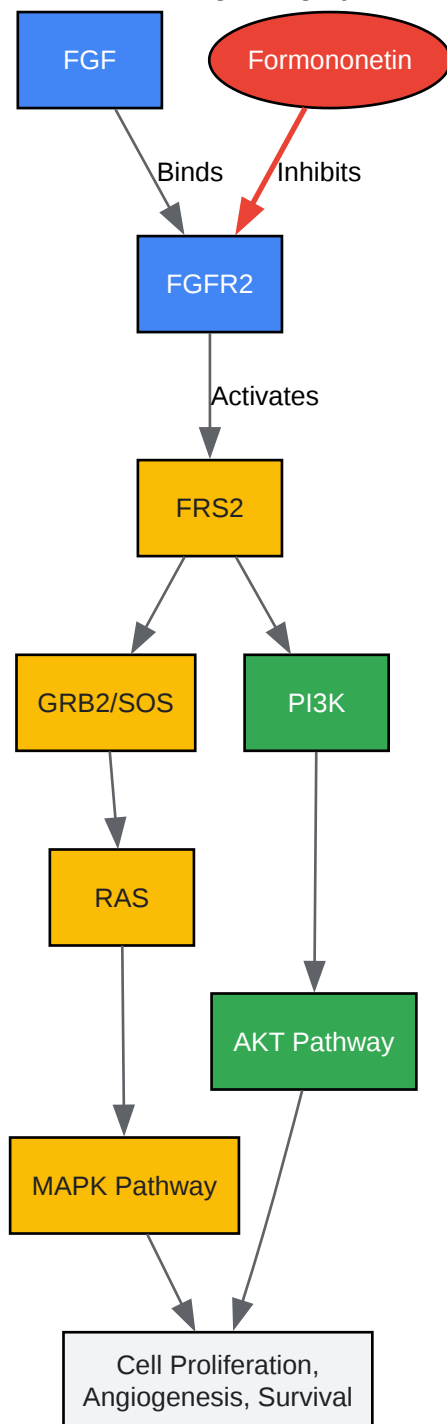 FGF
Formononetin
Binds
Inhibits
FGFR2
Activates
FRS2
GRB2/SOS
PI3K
RAS
AKT Pathway
MAPK Pathway
Cell Proliferation,
Angiogenesis, Survival